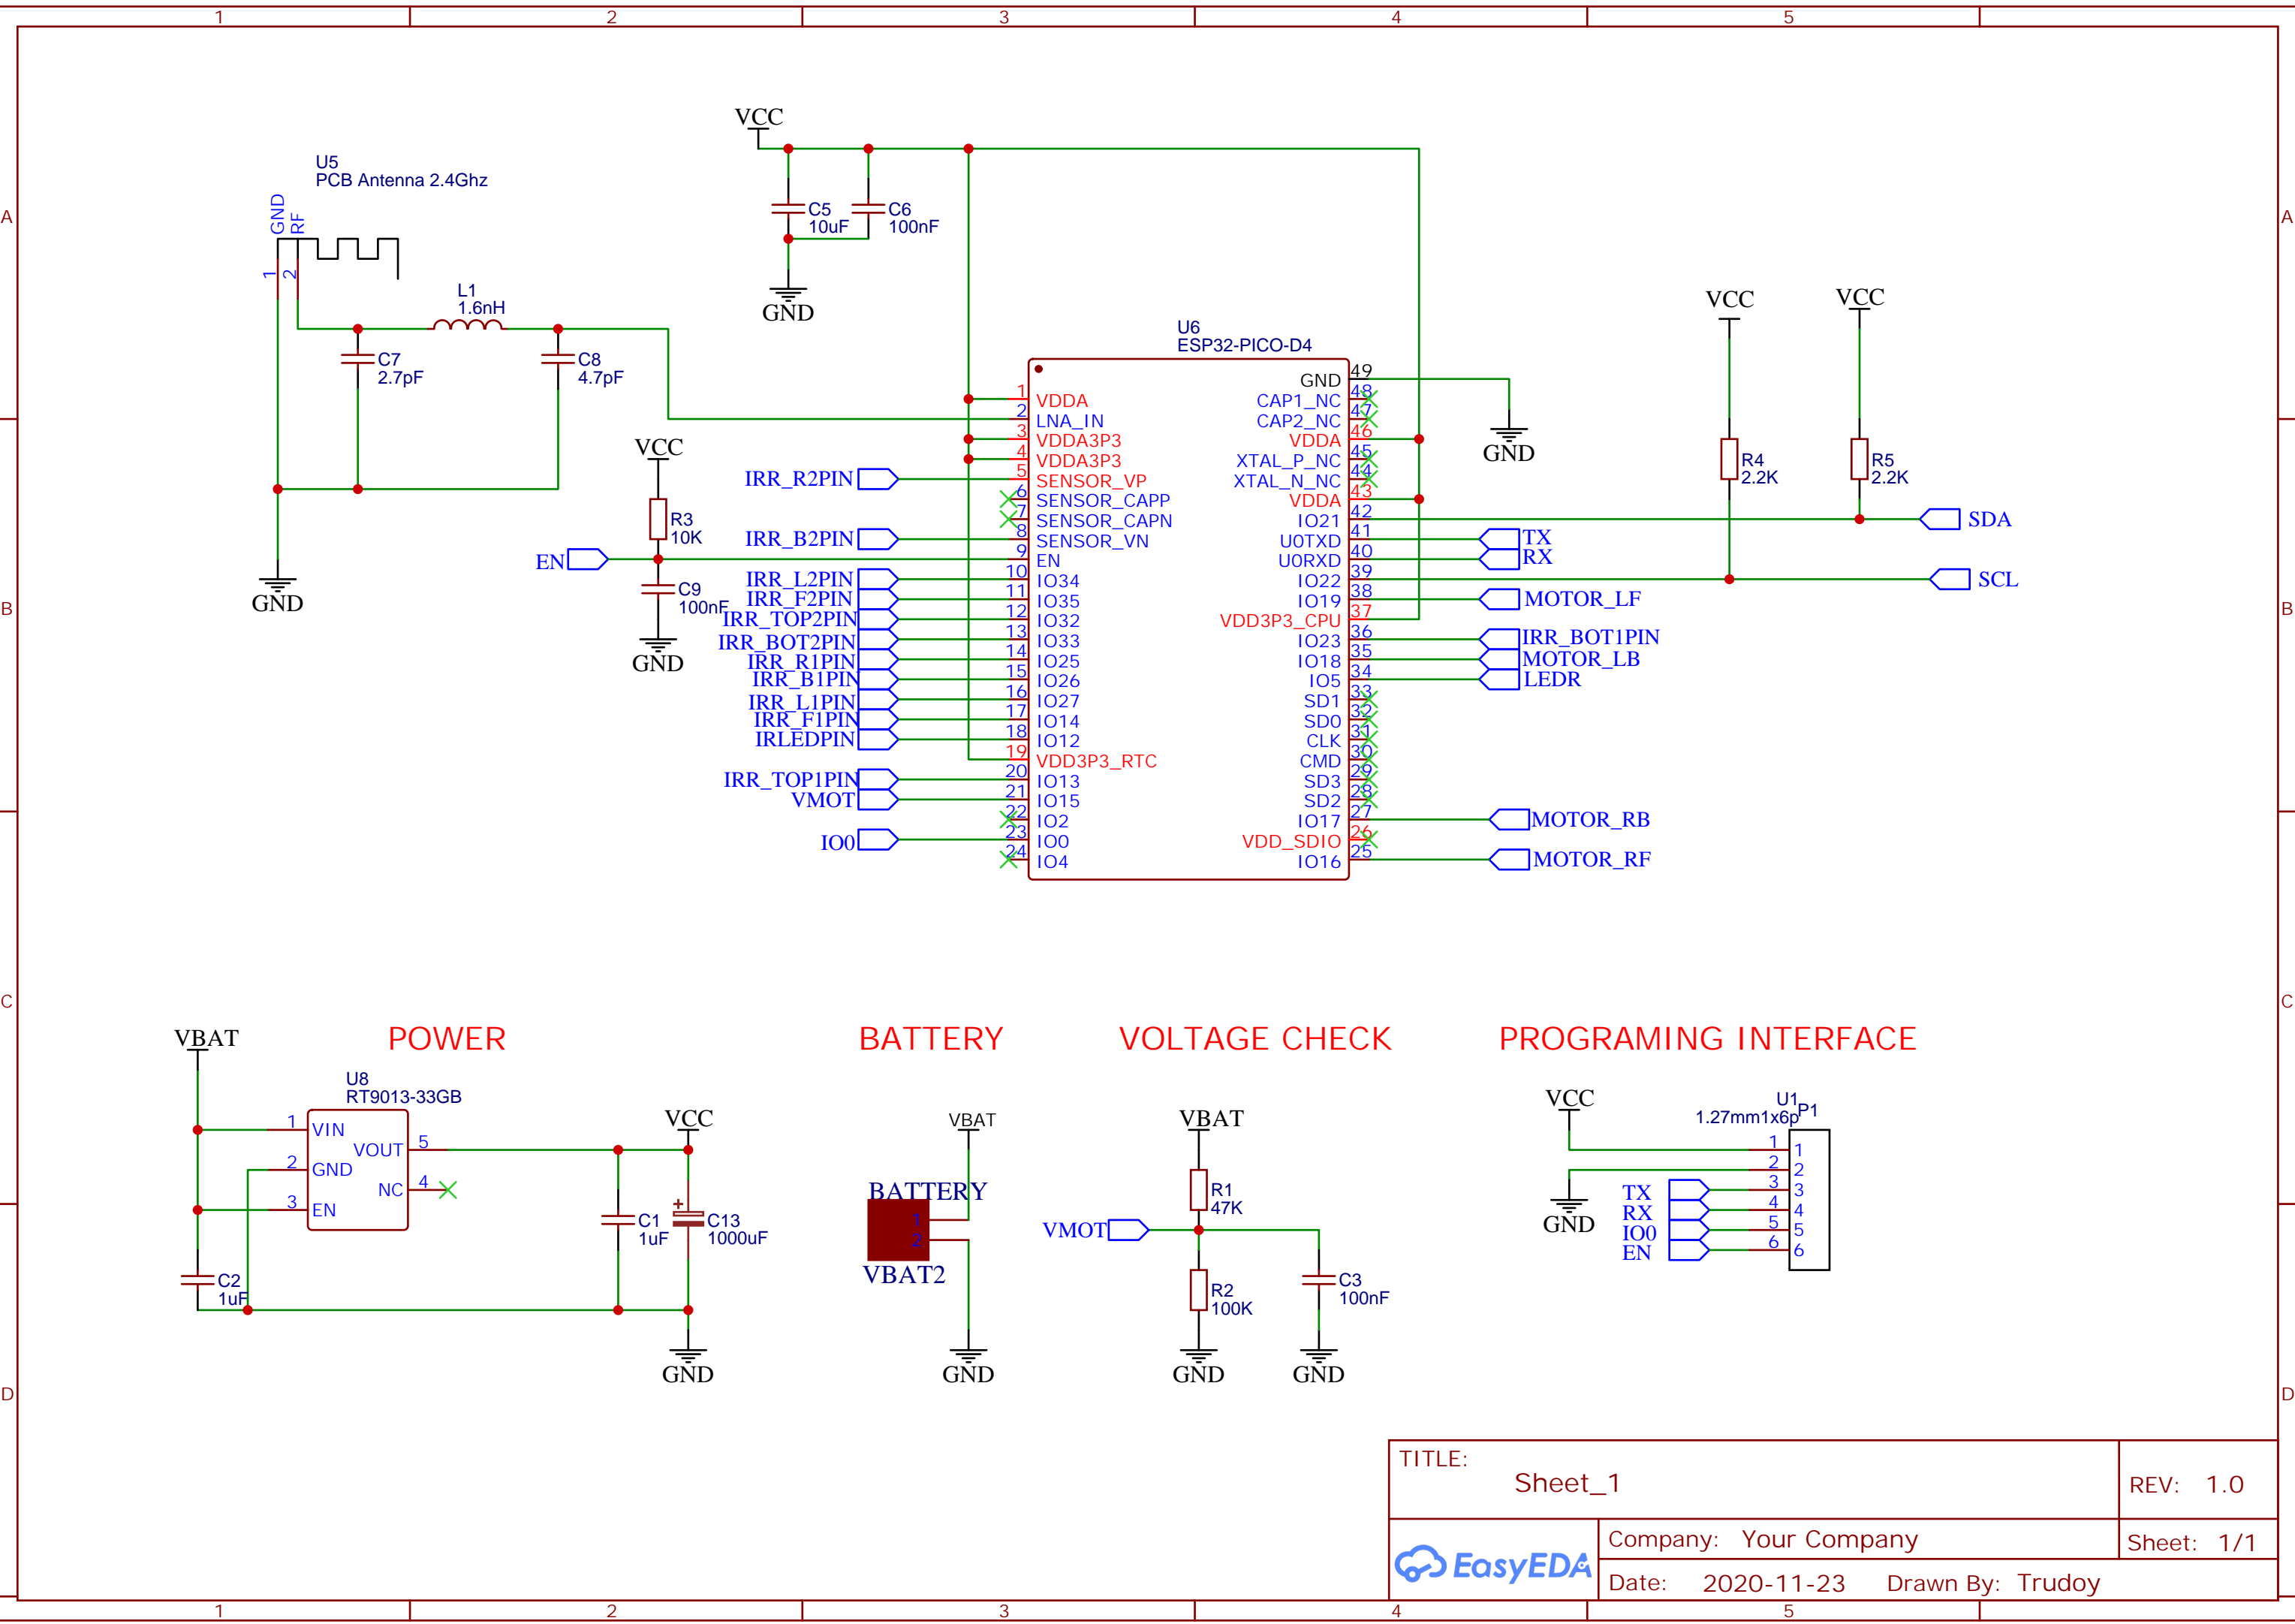 1 2 3 4 5
A A
B B
C C
D D
VCC
C5
10uF
C6
100nF
GND
U5
PCB Antenna 2.4Ghz
GND
RF
1
2
L1
1.6nH
C7
2.7pF
C8
4.7pF
GND
VCC
R3
10K
EN
C9
100nF
GND
U6
ESP32-PICO-D4
1 VDDA
2 LNA_IN
3 VDDA3P3
4 VDDA3P3
IRR_R2PIN 5 SENSOR_VP
6 SENSOR_CAPP
7 SENSOR_CAPN
IRR_B2PIN 8 SENSOR_VN
9 EN
IRR_L2PIN 10 IO34
IRR_F2PIN 11 IO35
IRR_TOP2PIN 12 IO32
IRR_BOT2PIN 13 IO33
IRR_R1PIN 14 IO25
IRR_B1PIN 15 IO26
IRR_L1PIN 16 IO27
IRR_F1PIN 17 IO14
IRLEDPIN 18 IO12
19 VDD3P3_RTC
IRR_TOP1PIN 20 IO13
VMOT 21 IO15
22 IO2
IO0 23 IO0
24 IO4
GND 49
CAP1_NC 48
CAP2_NC 47
VDDA 46
XTAL_P_NC 45
XTAL_N_NC 44
VDDA 43
IO21 42 SDA
U0TXD 41 TX
U0RXD 40 RX
IO22 39 SCL
IO19 38 MOTOR_LF
VDD3P3_CPU 37
IO23 36 IRR_BOT1PIN
IO18 35 MOTOR_LB
IO5 34 LEDR
SD1 33
SD0 32
CLK 31
CMD 30
SD3 29
SD2 28
IO17 27 MOTOR_RB
VDD_SDIO 26
IO16 25 MOTOR_RF
GND
VCC
R4
2.2K
VCC
R5
2.2K
POWER
VBAT
U8
RT9013-33GB
1 VIN
2 GND
3 EN
VOUT 5
NC 4
VCC
C1
1uF
C13
1000uF
+
C2
1uF
GND
BATTERY
VBAT
BATTERY
1
2
VBAT2
GND
VOLTAGE CHECK
VBAT
R1
47K
VMOT
R2
100K
C3
100nF
GND
GND
PROGRAMING INTERFACE
VCC
U1
1.27mm1x6p
P1
1 1
2 2
TX 3 3
RX 4 4
IO0 5 5
EN 6 6
GND
TITLE:
Sheet_1
REV: 1.0
EasyEDA
Company: Your Company
Sheet: 1/1
Date: 2020-11-23 Drawn By: Trudoy
1 2 3 4 5